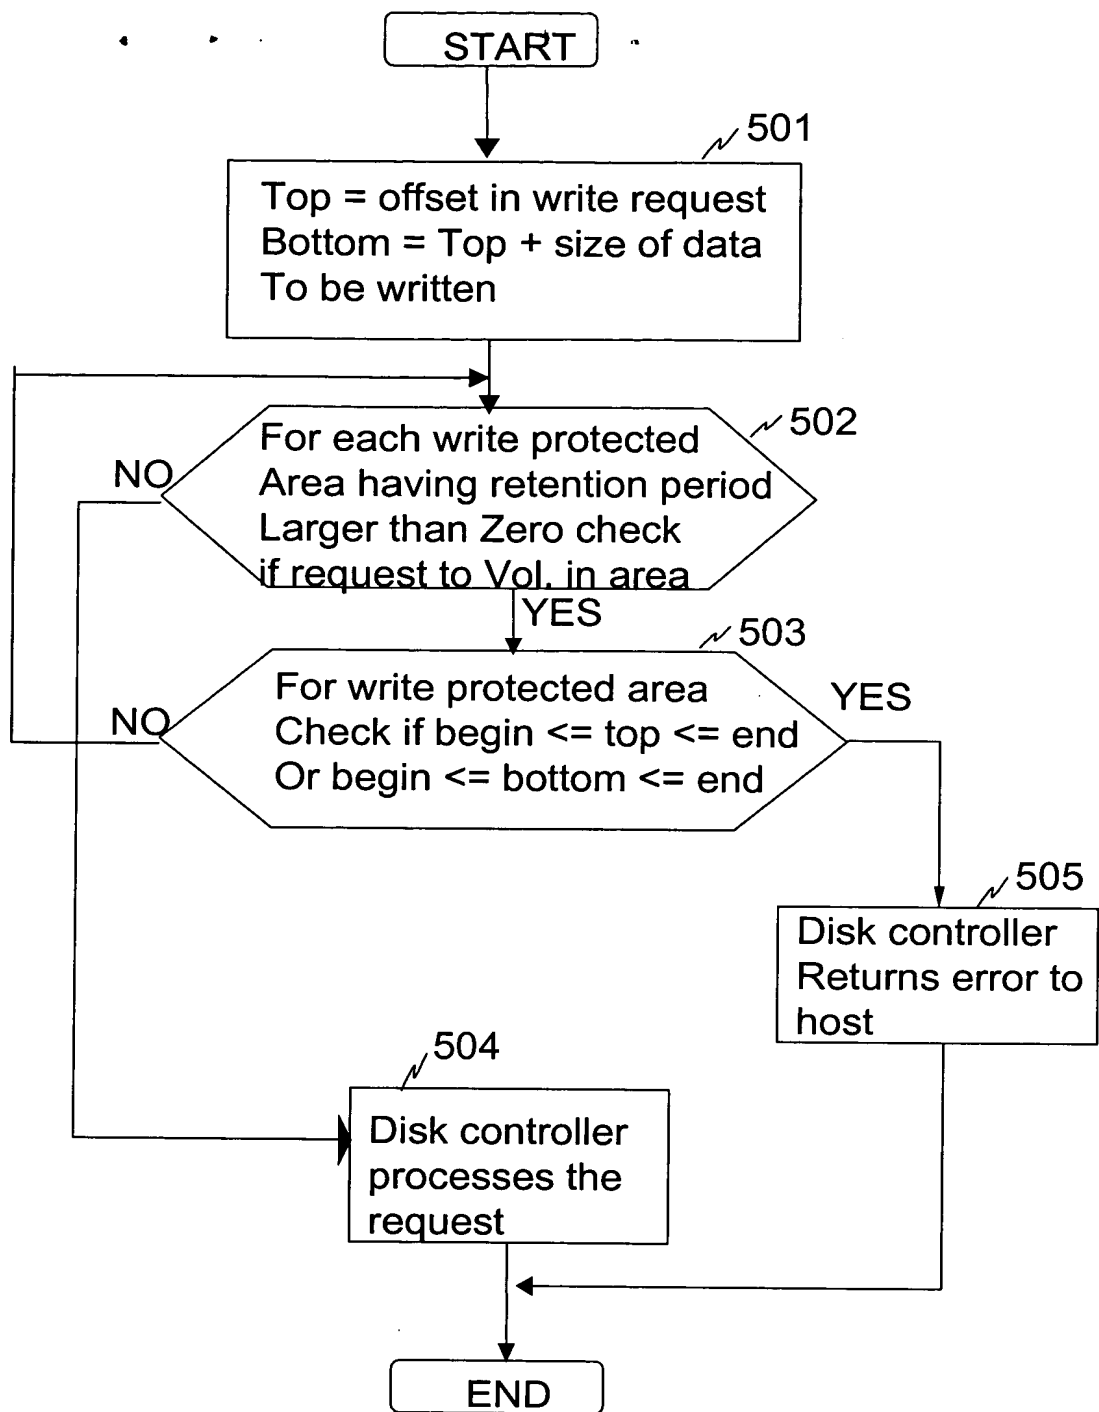 START
501
Top = offset in write request
Bottom = Top + size of data
To be written
502
For each write protected
NO
Area having retention period
Larger than Zero check
if request to Vol. in area
YES
503
For write protected area
YES
NO
Check if begin <= top <= end
Or begin <= bottom <= end
505
Disk controller
Returns error to
host
504
Disk controller
processes the
request
END